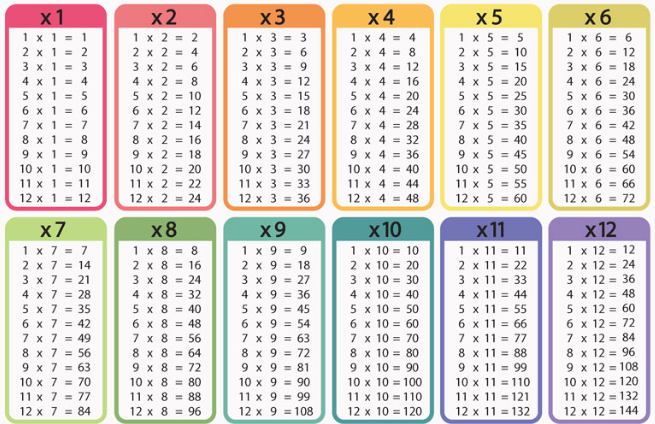 x1
1 x 1 = 1
2 x 1 = 2
3 x 1 = 3
4 x 1 = 4
5 x 1 = 5
6 x 1 = 6
7 x 1 = 7
8 x 1 = 8
9 x 1 = 9
10 x 1 = 10
11 x 1 = 11
12 x 1 = 12
x2
1 x 2 = 2
2 x 2 = 4
3 x 2 = 6
4 x 2 = 8
5 x 2 = 10
6 x 2 = 12
7 x 2 = 14
8 x 2 = 16
9 x 2 = 18
10 x 2 = 20
11 x 2 = 22
12 x 2 = 24
x3
1 x 3 = 3
2 x 3 = 6
3 x 3 = 9
4 x 3 = 12
5 x 3 = 15
6 x 3 = 18
7 x 3 = 21
8 x 3 = 24
9 x 3 = 27
10 x 3 = 30
11 x 3 = 33
12 x 3 = 36
x4
1 x 4 = 4
2 x 4 = 8
3 x 4 = 12
4 x 4 = 16
5 x 4 = 20
6 x 4 = 24
7 x 4 = 28
8 x 4 = 32
9 x 4 = 36
10 x 4 = 40
11 x 4 = 44
12 x 4 = 48
x5
1 x 5 = 5
2 x 5 = 10
3 x 5 = 15
4 x 5 = 20
5 x 5 = 25
6 x 5 = 30
7 x 5 = 35
8 x 5 = 40
9 x 5 = 45
10 x 5 = 50
11 x 5 = 55
12 x 5 = 60
x6
1 x 6 = 6
2 x 6 = 12
3 x 6 = 18
4 x 6 = 24
5 x 6 = 30
6 x 6 = 36
7 x 6 = 42
8 x 6 = 48
9 x 6 = 54
10 x 6 = 60
11 x 6 = 66
12 x 6 = 72
x7
1 x 7 = 7
2 x 7 = 14
3 x 7 = 21
4 x 7 = 28
5 x 7 = 35
6 x 7 = 42
7 x 7 = 49
8 x 7 = 56
9 x 7 = 63
10 x 7 = 70
11 x 7 = 77
12 x 7 = 84
x8
1 x 8 = 8
2 x 8 = 16
3 x 8 = 24
4 x 8 = 32
5 x 8 = 40
6 x 8 = 48
7 x 8 = 56
8 x 8 = 64
9 x 8 = 72
10 x 8 = 80
11 x 8 = 88
12 x 8 = 96
x9
1 x 9 = 9
2 x 9 = 18
3 x 9 = 27
4 x 9 = 36
5 x 9 = 45
6 x 9 = 54
7 x 9 = 63
8 x 9 = 72
9 x 9 = 81
10 x 9 = 90
11 x 9 = 99
12 x 9 = 108
x10
1 x 10 = 10
2 x 10 = 20
3 x 10 = 30
4 x 10 = 40
5 x 10 = 50
6 x 10 = 60
7 x 10 = 70
8 x 10 = 80
9 x 10 = 90
10 x 10 = 100
11 x 10 = 110
12 x 10 = 120
x11
1 x 11 = 11
2 x 11 = 22
3 x 11 = 33
4 x 11 = 44
5 x 11 = 55
6 x 11 = 66
7 x 11 = 77
8 x 11 = 88
9 x 11 = 99
10 x 11 = 110
11 x 11 = 121
12 x 11 = 132
x12
1 x 12 = 12
2 x 12 = 24
3 x 12 = 36
4 x 12 = 48
5 x 12 = 60
6 x 12 = 72
7 x 12 = 84
8 x 12 = 96
9 x 12 = 108
10 x 12 = 120
11 x 12 = 132
12 x 12 = 144